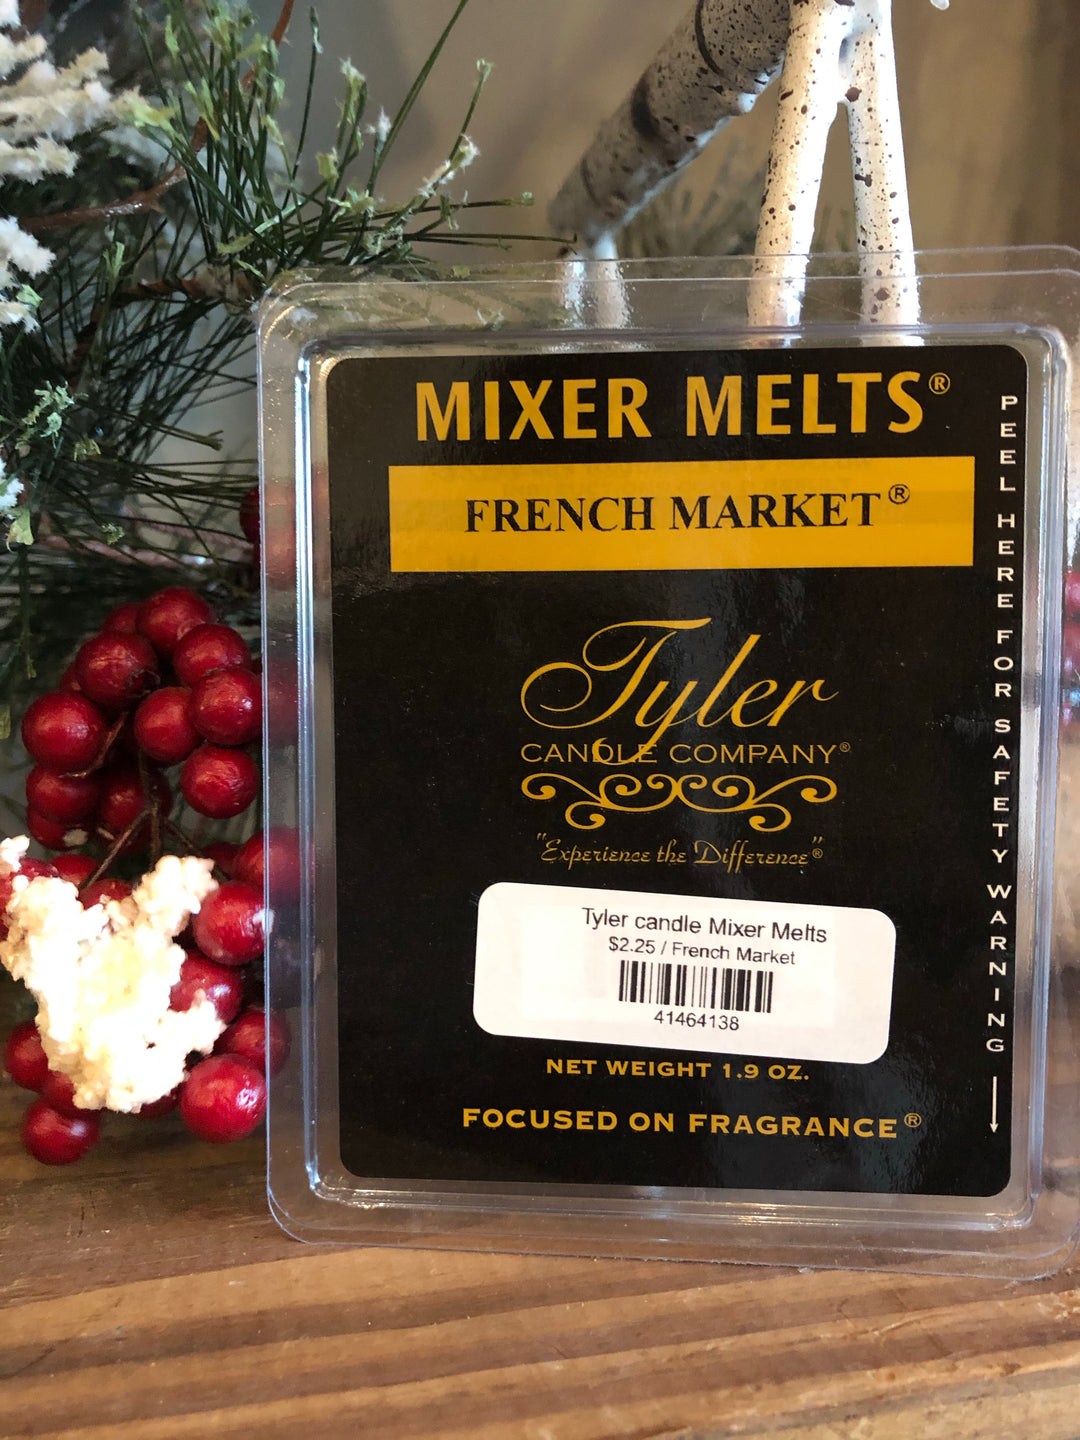 MIXER MELTS®
FRENCH MARKET®
Tyler
CANDLE COMPANY®
"Experience the Difference"®
Tyler candle Mixer Melts
$2.25 / French Market
41464138
NET WEIGHT 1.9 OZ.
FOCUSED ON FRAGRANCE®
PEEL HERE FOR SAFETY WARNING